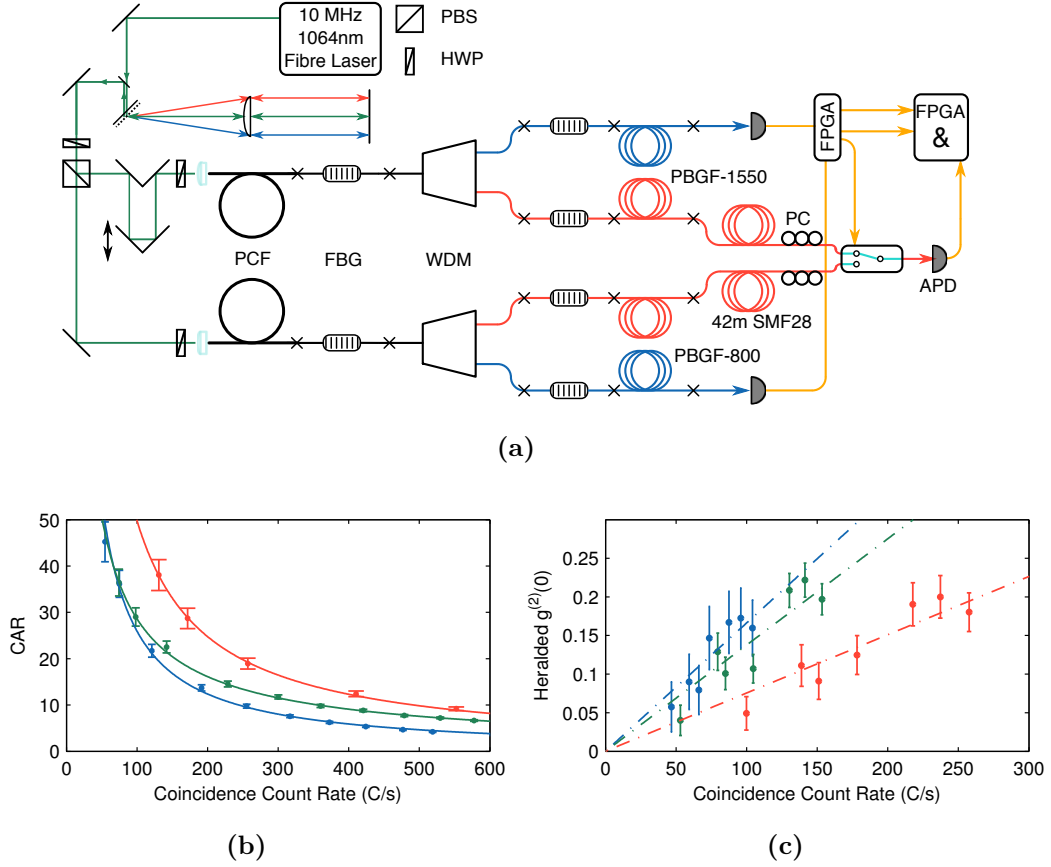 10 MHz
1064nm
Fibre Laser
PBS
HWP
FPGA
FPGA
&
PBGF-1550
PC
PCF
FBG
WDM
APD
42m SMF28
PBGF-800
(a)
50
40
30
20
10
0
CAR
0 100 200 300 400 500 600
Coincidence Count Rate (C/s)
(b)
0.25
0.2
0.15
0.1
0.05
0
Heralded g(2)(0)
0 50 100 150 200 250 300
Coincidence Count Rate (C/s)
(c)